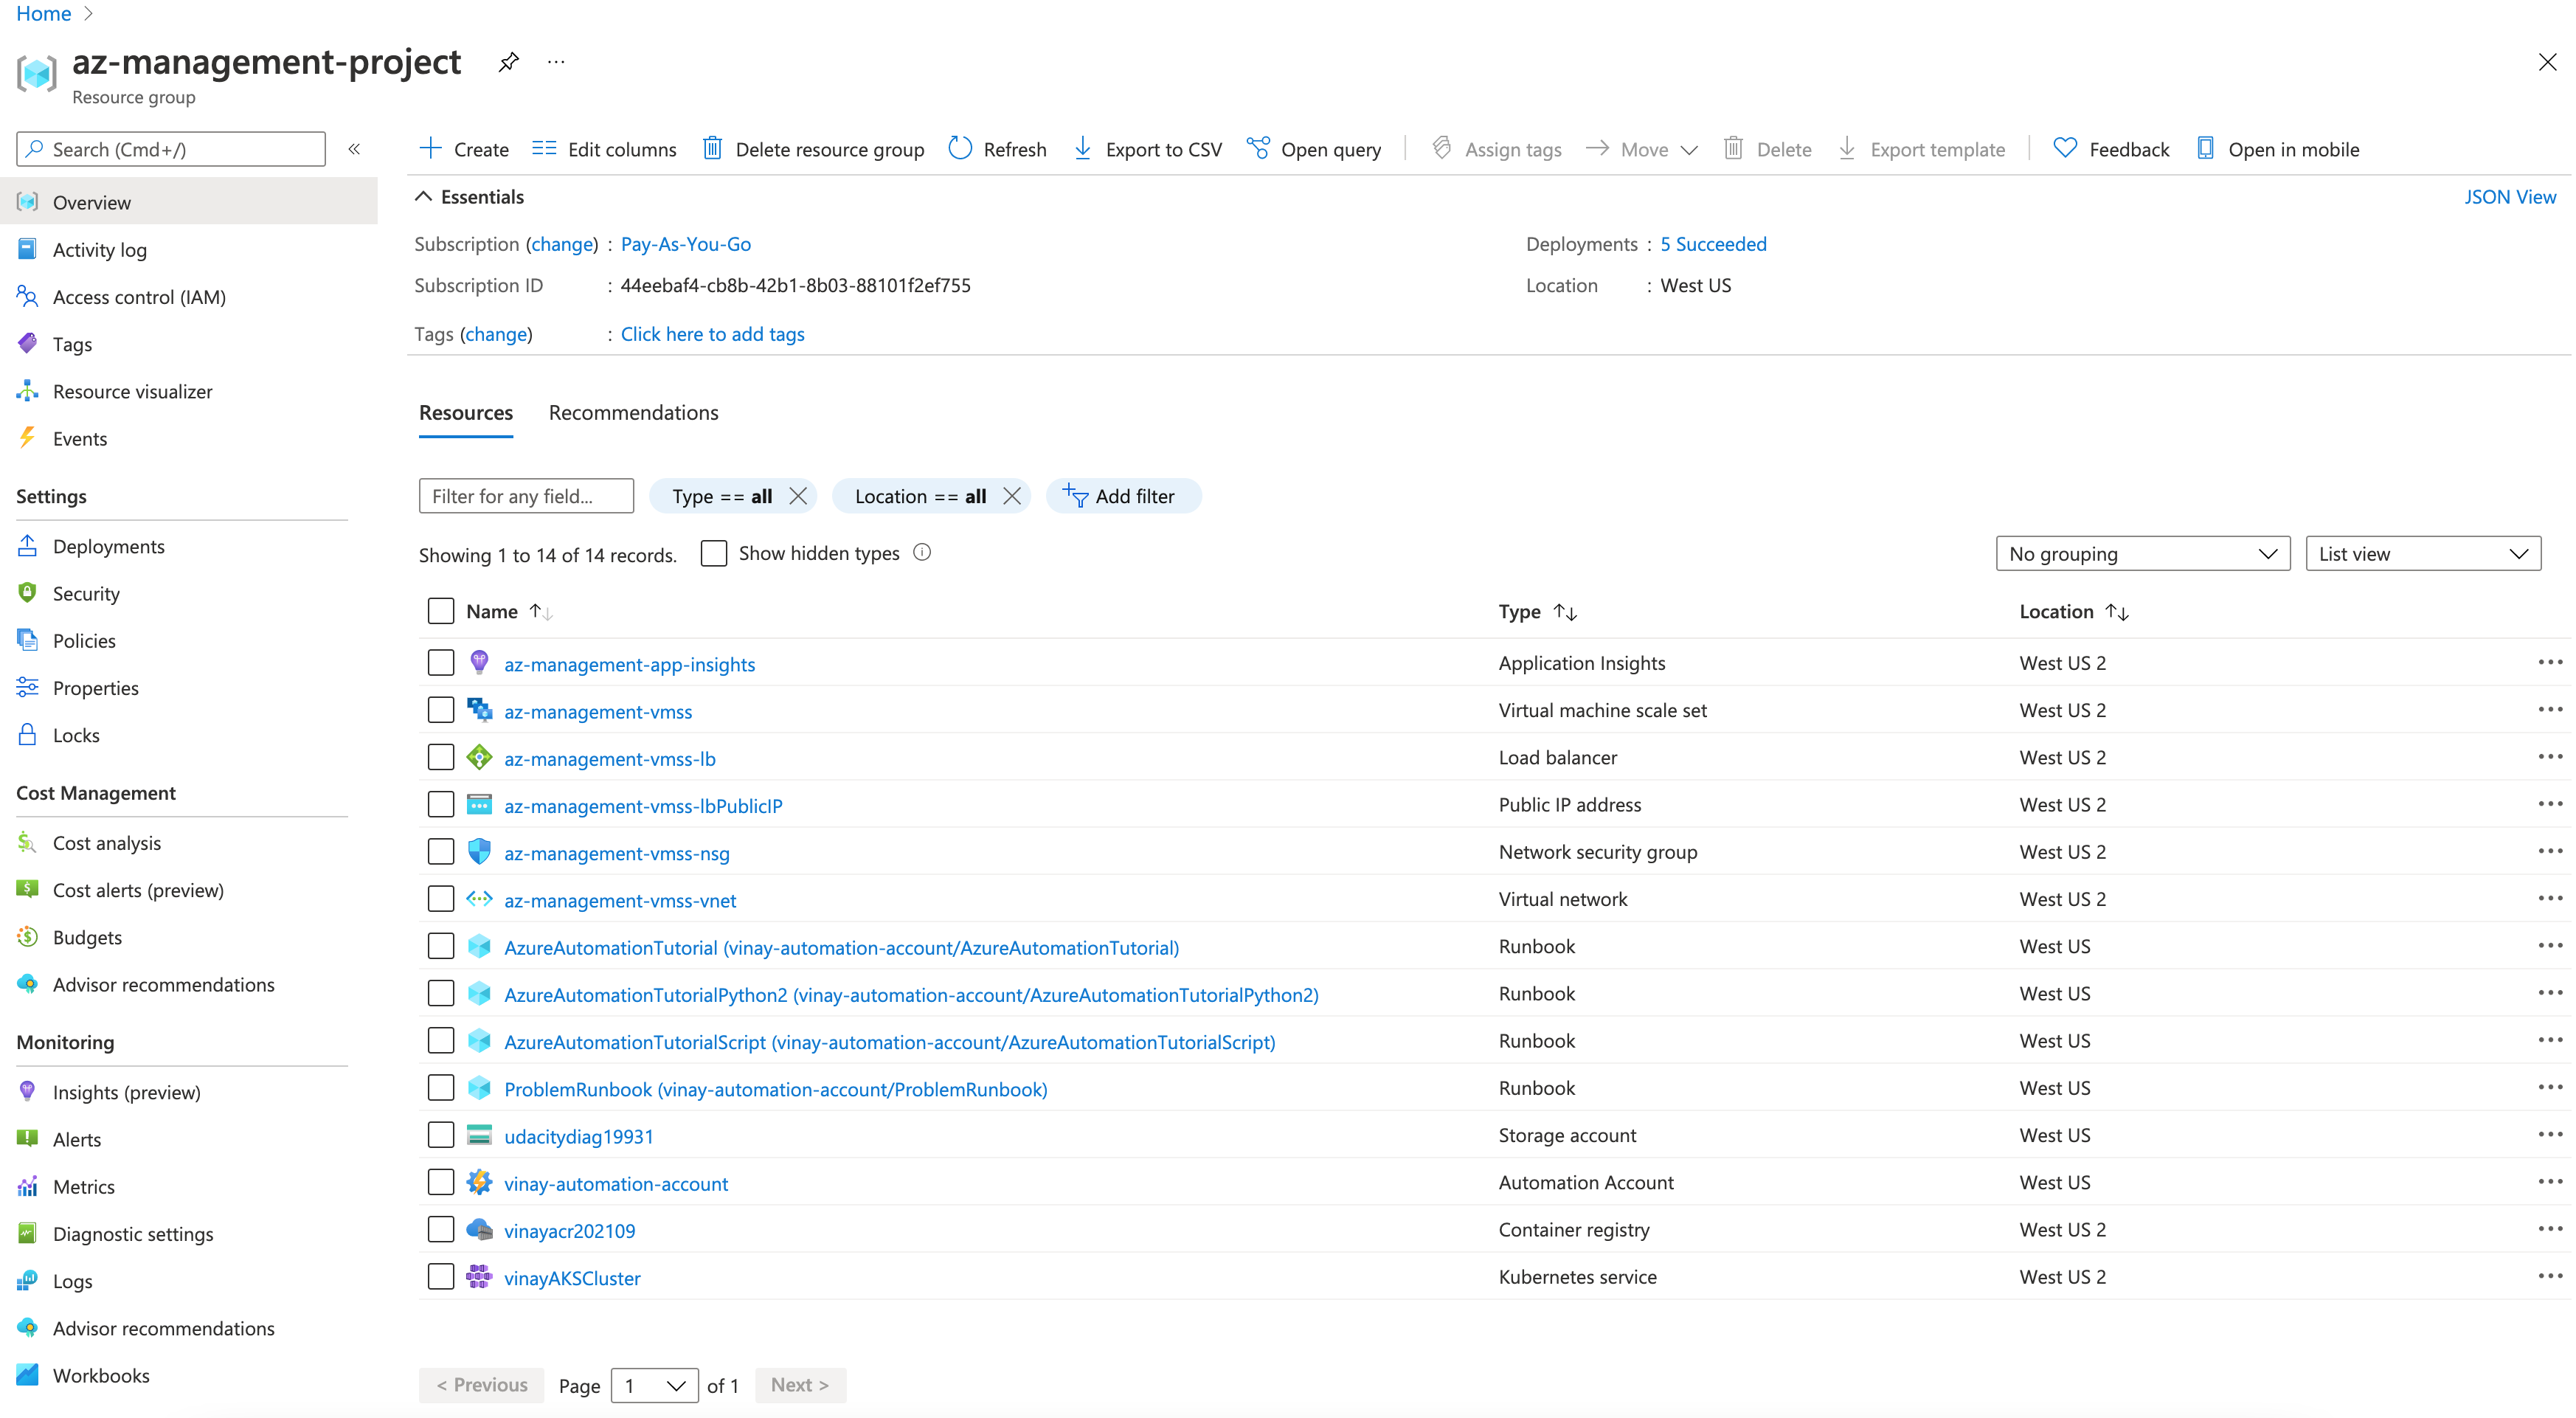 Home >
az-management-project ...
Resource group
Search (Cmd+/) «
Overview
Activity log
Access control (IAM)
Tags
Resource visualizer
Events
Settings
Deployments
Security
Policies
Properties
Locks
Cost Management
Cost analysis
Cost alerts (preview)
Budgets
Advisor recommendations
Monitoring
Insights (preview)
Alerts
Metrics
Diagnostic settings
Logs
Advisor recommendations
Workbooks
Create Edit columns Delete resource group Refresh Export to CSV Open query Assign tags Move Delete Export template Feedback Open in mobile
Essentials JSON View
Subscription (change) : Pay-As-You-Go Deployments : 5 Succeeded
Subscription ID : 44eebaf4-cb8b-42b1-8b03-88101f2ef755 Location : West US
Tags (change) : Click here to add tags
Resources Recommendations
Filter for any field... Type == all Location == all Add filter
Showing 1 to 14 of 14 records. Show hidden types No grouping List view
Name Type Location
az-management-app-insights Application Insights West US 2
az-management-vmss Virtual machine scale set West US 2
az-management-vmss-lb Load balancer West US 2
az-management-vmss-lbPublicIP Public IP address West US 2
az-management-vmss-nsg Network security group West US 2
az-management-vmss-vnet Virtual network West US 2
AzureAutomationTutorial (vinay-automation-account/AzureAutomationTutorial) Runbook West US
AzureAutomationTutorialPython2 (vinay-automation-account/AzureAutomationTutorialPython2) Runbook West US
AzureAutomationTutorialScript (vinay-automation-account/AzureAutomationTutorialScript) Runbook West US
ProblemRunbook (vinay-automation-account/ProblemRunbook) Runbook West US
udacitydiag19931 Storage account West US
vinay-automation-account Automation Account West US
vinayacr202109 Container registry West US 2
vinayAKSCluster Kubernetes service West US 2
< Previous Page 1 of 1 Next >